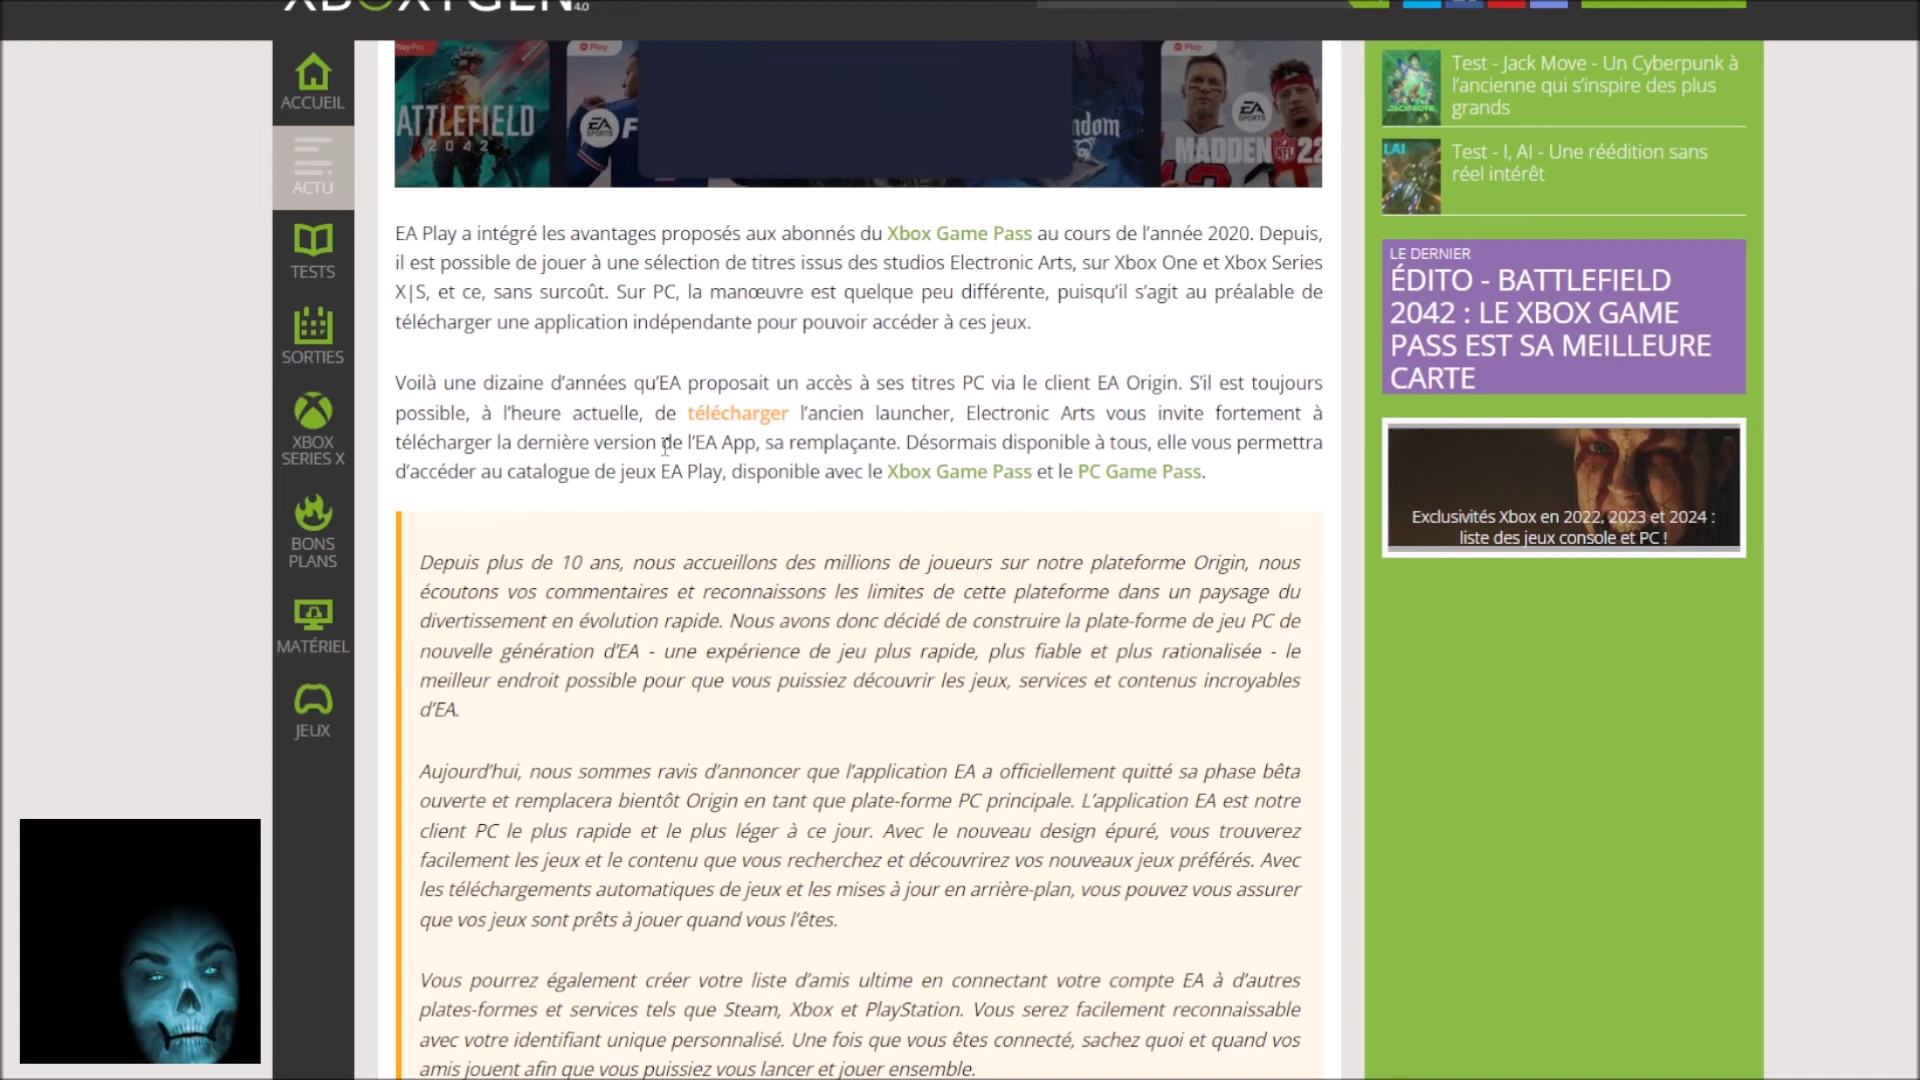 XBOXYGEN 4.0
ACCUEIL
ACTU
TESTS
SORTIES
XBOX
SERIES X
BONS
PLANS
MATÉRIEL
JEUX
Play Pro
ATTLEFIELD
2042
Play
EA
SPORTS
F
ndom
Play
EA
SPORTS
MADDEN 22
EA Play a intégré les avantages proposés aux abonnés du Xbox Game Pass au cours de l’année 2020. Depuis,
il est possible de jouer à une sélection de titres issus des studios Electronic Arts, sur Xbox One et Xbox Series
X|S, et ce, sans surcoût. Sur PC, la manœuvre est quelque peu différente, puisqu’il s’agit au préalable de
télécharger une application indépendante pour pouvoir accéder à ces jeux.
Voilà une dizaine d’années qu’EA proposait un accès à ses titres PC via le client EA Origin. S’il est toujours
possible, à l’heure actuelle, de télécharger l’ancien launcher, Electronic Arts vous invite fortement à
télécharger la dernière version de l’EA App, sa remplaçante. Désormais disponible à tous, elle vous permettra
d’accéder au catalogue de jeux EA Play, disponible avec le Xbox Game Pass et le PC Game Pass.
Depuis plus de 10 ans, nous accueillons des millions de joueurs sur notre plateforme Origin, nous
écoutons vos commentaires et reconnaissons les limites de cette plateforme dans un paysage du
divertissement en évolution rapide. Nous avons donc décidé de construire la plate-forme de jeu PC de
nouvelle génération d’EA - une expérience de jeu plus rapide, plus fiable et plus rationalisée - le
meilleur endroit possible pour que vous puissiez découvrir les jeux, services et contenus incroyables
d’EA.
Aujourd’hui, nous sommes ravis d’annoncer que l’application EA a officiellement quitté sa phase bêta
ouverte et remplacera bientôt Origin en tant que plate-forme PC principale. L’application EA est notre
client PC le plus rapide et le plus léger à ce jour. Avec le nouveau design épuré, vous trouverez
facilement les jeux et le contenu que vous recherchez et découvrirez vos nouveaux jeux préférés. Avec
les téléchargements automatiques de jeux et les mises à jour en arrière-plan, vous pouvez vous assurer
que vos jeux sont prêts à jouer quand vous l’êtes.
Vous pourrez également créer votre liste d’amis ultime en connectant votre compte EA à d’autres
plates-formes et services tels que Steam, Xbox et PlayStation. Vous serez facilement reconnaissable
avec votre identifiant unique personnalisé. Une fois que vous êtes connecté, sachez quoi et quand vos
amis jouent afin que vous puissiez vous lancer et jouer ensemble.
Test - Jack Move - Un Cyberpunk à
l’ancienne qui s’inspire des plus
grands
Test - I, AI - Une réédition sans
réel intérêt
LE DERNIER
ÉDITO - BATTLEFIELD
2042 : LE XBOX GAME
PASS EST SA MEILLEURE
CARTE
Exclusivités Xbox en 2022, 2023 et 2024 :
liste des jeux console et PC !